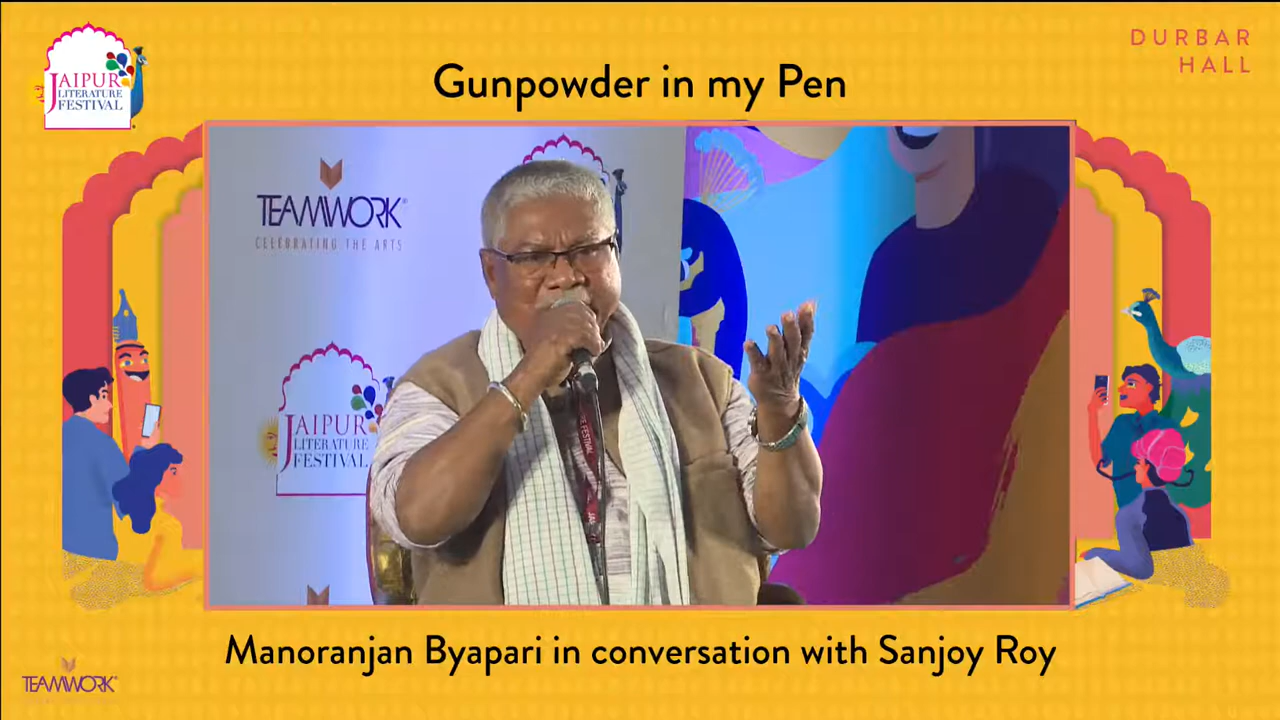 JAIPUR
LITERATURE
FESTIVAL
DURBAR
HALL
Gunpowder in my Pen
TEAMWORK
CELEBRATING THE ARTS
JAIPUR
LITERATURE
FESTIVAL
FESTIVAL
Manoranjan Byapari in conversation with Sanjoy Roy
TEAMWORK